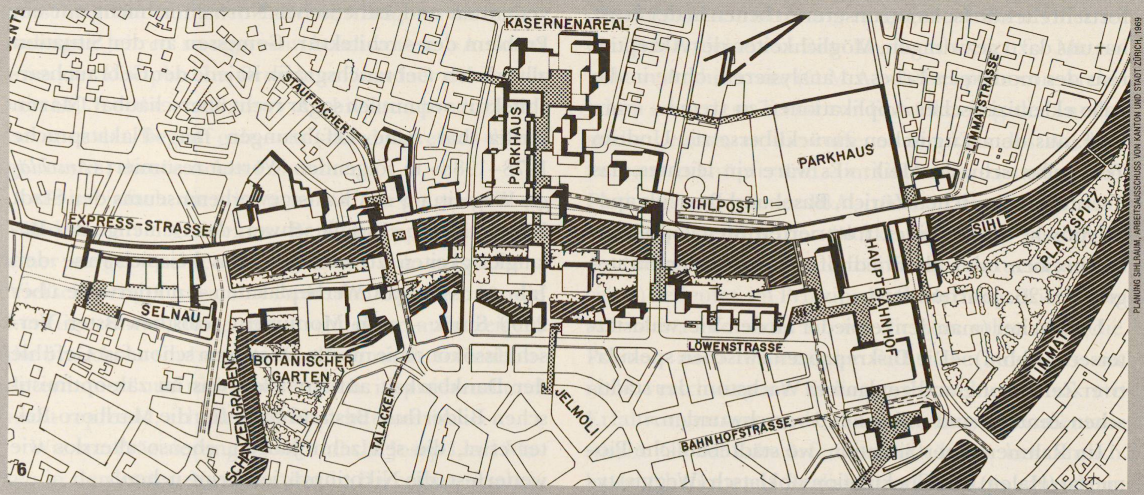 KASERNENAREAL
STAUFFACHER
PARKHAUS
PARKHAUS
LIMMATSTRASSE
EXPRESS-STRASSE
SIHLPOST
SIHL
PLATZSPITZ
HAUPTBAHNHOF
SELNAU
BOTANISCHER
GARTEN
LÖWENSTRASSE
LIMMAT
SCHANZENGRABEN
TALACKER
JELMOLI
BAHNHOFSTRASSE
6
PLANUNG SIHLRAUM, ARBEITSAUSSCHUSS VON KANTON UND STADT ZÜRICH, 1969